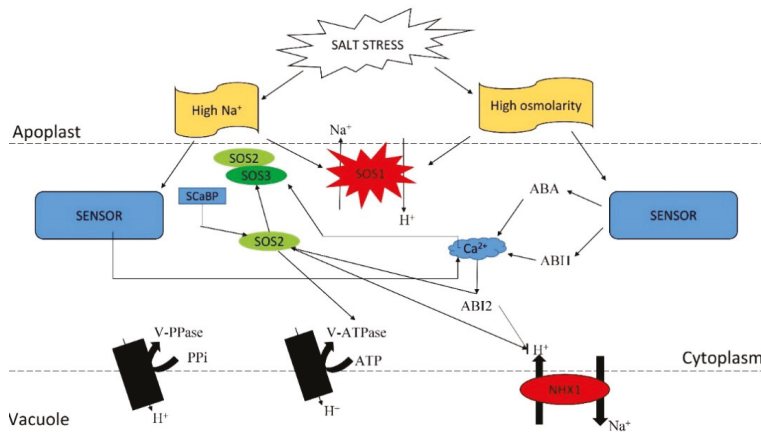 SALT STRESS
High Na⁺
High osmolarity
Apoplast
Na⁺
SOS2
SOS3
SOS1
SCaBP
ABA
SENSOR
SENSOR
H⁺
SOS2
Ca²⁺
ABI1
ABI2
V-PPase
V-ATPase
H⁺
PPi
ATP
Cytoplasm
NHX1
Vacuole
H⁺
H⁺
Na⁺